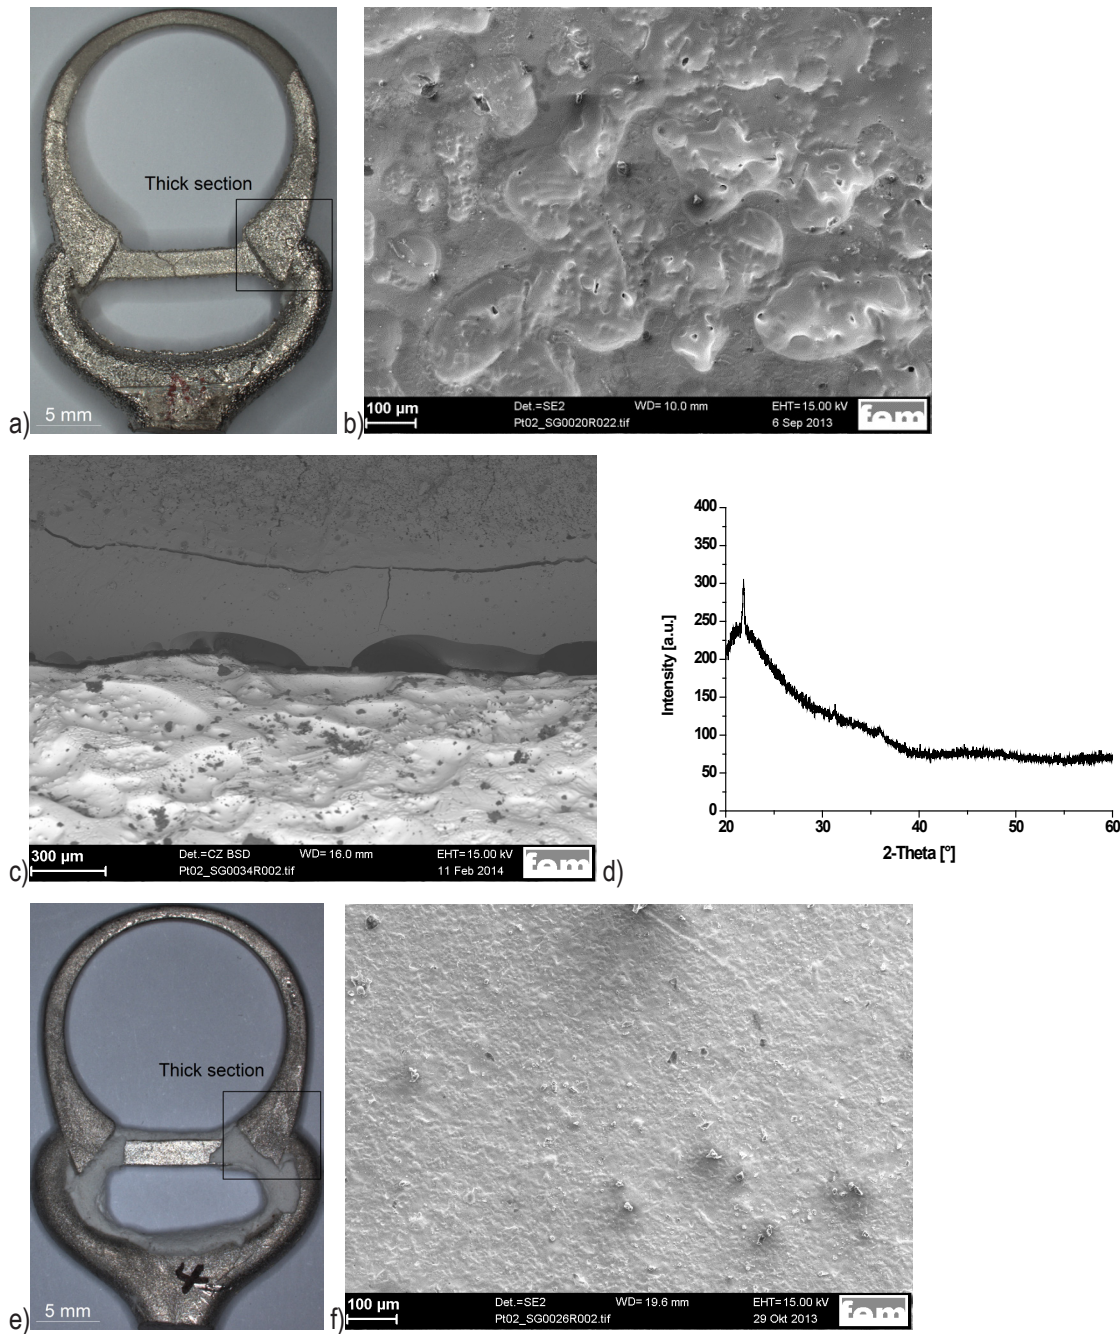 Thick section
5 mm
a)
100 µm
Det.=SE2
WD= 10.0 mm
EHT=15.00 kV
Pt02_SG0020R022.tif
6 Sep 2013
fem
b)
300 µm
Det.=CZ BSD
WD= 16.0 mm
EHT=15.00 kV
Pt02_SG0034R002.tif
11 Feb 2014
fem
c)
400
350
300
250
200
150
100
50
0
Intensity [a.u.]
20
30
40
50
60
2-Theta [°]
d)
Thick section
4
5 mm
e)
100 µm
Det.=SE2
WD= 19.6 mm
EHT=15.00 kV
Pt02_SG0026R002.tif
29 Okt 2013
fem
f)